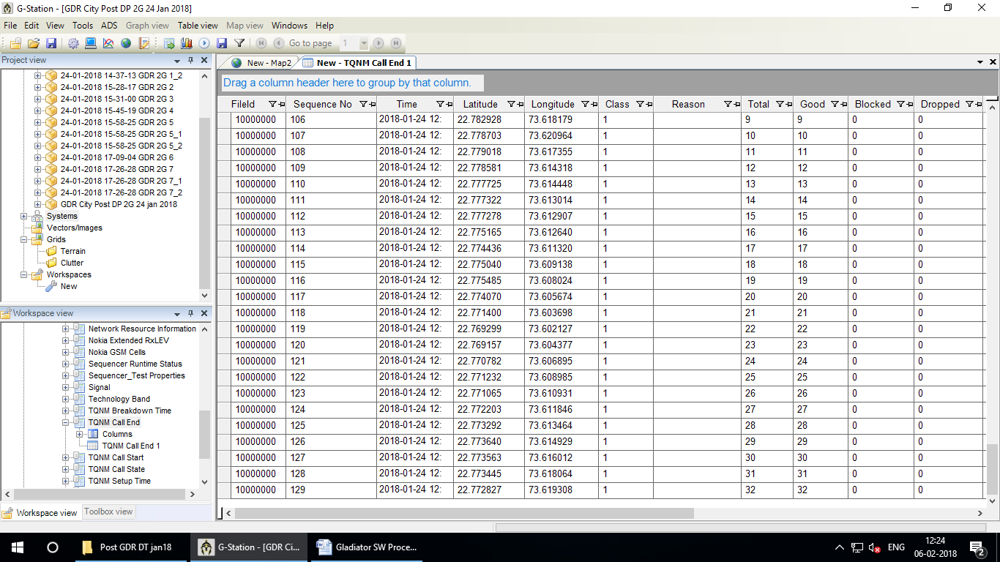 G-Station - [GDR City Post DP 2G 24 Jan 2018]
File Edit View Tools ADS Graph view Table view Map view Windows Help
Go to page 1
Project view
24-01-2018 14-37-13 GDR 2G 1_2
24-01-2018 15-28-17 GDR 2G 2
24-01-2018 15-31-00 GDR 2G 3
24-01-2018 15-45-19 GDR 2G 4
24-01-2018 15-58-25 GDR 2G 5
24-01-2018 15-58-25 GDR 2G 5_1
24-01-2018 15-58-25 GDR 2G 5_2
24-01-2018 17-09-04 GDR 2G 6
24-01-2018 17-26-28 GDR 2G 7
24-01-2018 17-26-28 GDR 2G 7_1
24-01-2018 17-26-28 GDR 2G 7_2
GDR City Post DP 2G 24 jan 2018
Systems
Vectors/Images
Grids
Terrain
Clutter
Workspaces
New
Workspace view
Network Resource Information
Nokia Extended RxLEV
Nokia GSM Cells
Sequencer Runtime Status
Sequencer_Test Properties
Signal
Technology Band
TQNM Breakdown Time
TQNM Call End
Columns
TQNM Call End 1
TQNM Call Start
TQNM Call State
TQNM Setup Time
Workspace view Toolbox view
New - Map2 New - TQNM Call End 1
Drag a column header here to group by that column.
FileId Sequence No Time Latitude Longitude Class Reason Total Good Blocked Dropped
10000000 106 2018-01-24 12: 22.782928 73.618179 1 9 9 0 0
10000000 107 2018-01-24 12: 22.778703 73.620964 1 10 10 0 0
10000000 108 2018-01-24 12: 22.779018 73.617355 1 11 11 0 0
10000000 109 2018-01-24 12: 22.778581 73.614318 1 12 12 0 0
10000000 110 2018-01-24 12: 22.777725 73.614448 1 13 13 0 0
10000000 111 2018-01-24 12: 22.777322 73.613014 1 14 14 0 0
10000000 112 2018-01-24 12: 22.777278 73.612907 1 15 15 0 0
10000000 113 2018-01-24 12: 22.775165 73.612640 1 16 16 0 0
10000000 114 2018-01-24 12: 22.774436 73.611320 1 17 17 0 0
10000000 115 2018-01-24 12: 22.775040 73.609138 1 18 18 0 0
10000000 116 2018-01-24 12: 22.775485 73.608024 1 19 19 0 0
10000000 117 2018-01-24 12: 22.774070 73.605674 1 20 20 0 0
10000000 118 2018-01-24 12: 22.771400 73.603698 1 21 21 0 0
10000000 119 2018-01-24 12: 22.769299 73.602127 1 22 22 0 0
10000000 120 2018-01-24 12: 22.769157 73.604377 1 23 23 0 0
10000000 121 2018-01-24 12: 22.770782 73.606895 1 24 24 0 0
10000000 122 2018-01-24 12: 22.771232 73.608985 1 25 25 0 0
10000000 123 2018-01-24 12: 22.771065 73.610931 1 26 26 0 0
10000000 124 2018-01-24 12: 22.772203 73.611846 1 27 27 0 0
10000000 125 2018-01-24 12: 22.773292 73.613464 1 28 28 0 0
10000000 126 2018-01-24 12: 22.773640 73.614929 1 29 29 0 0
10000000 127 2018-01-24 12: 22.773563 73.616012 1 30 30 0 0
10000000 128 2018-01-24 12: 22.773445 73.618064 1 31 31 0 0
10000000 129 2018-01-24 12: 22.772827 73.619308 1 32 32 0 0
Post GDR DT jan18 G-Station - [GDR Ci... Gladiator SW Proce... ENG 12:24
06-02-2018 2